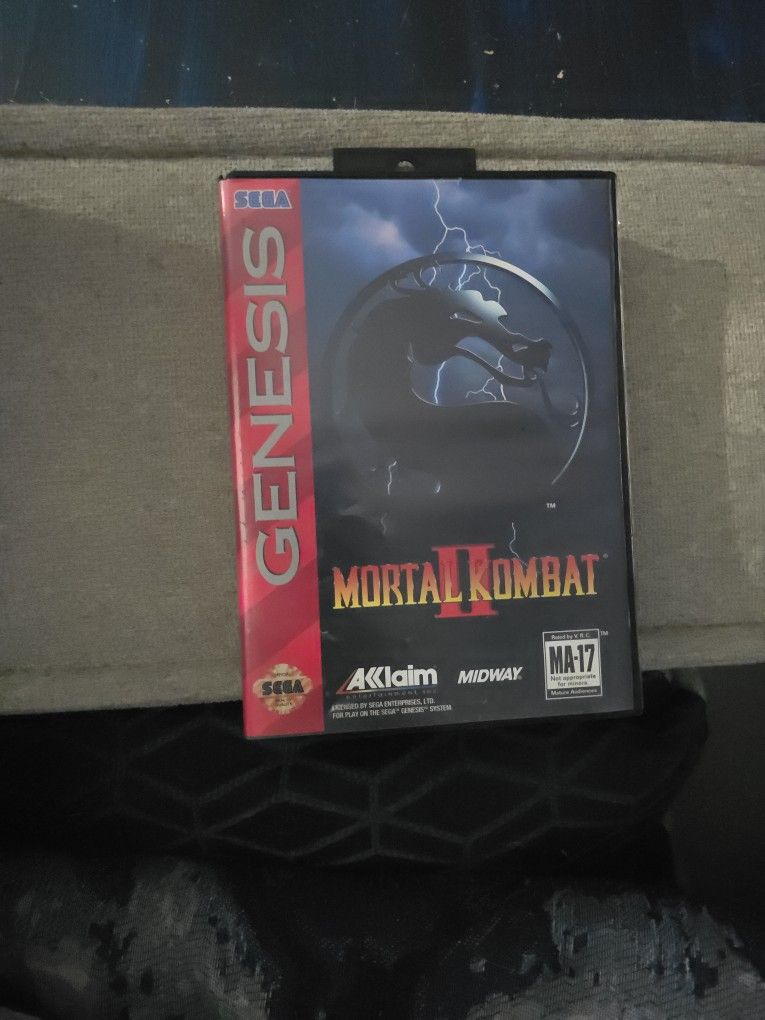 SEGA
GENESIS
TM
MORTAL KOMBAT
II
®
Rated by V.R.C.
TM
MA-17
Not appropriate
for minors.
Mature Audiences
AKKlaim
entertainment inc.
MIDWAY®
SEGA
LICENSED BY SEGA ENTERPRISES, LTD.
FOR PLAY ON THE SEGA™ GENESIS™ SYSTEM.